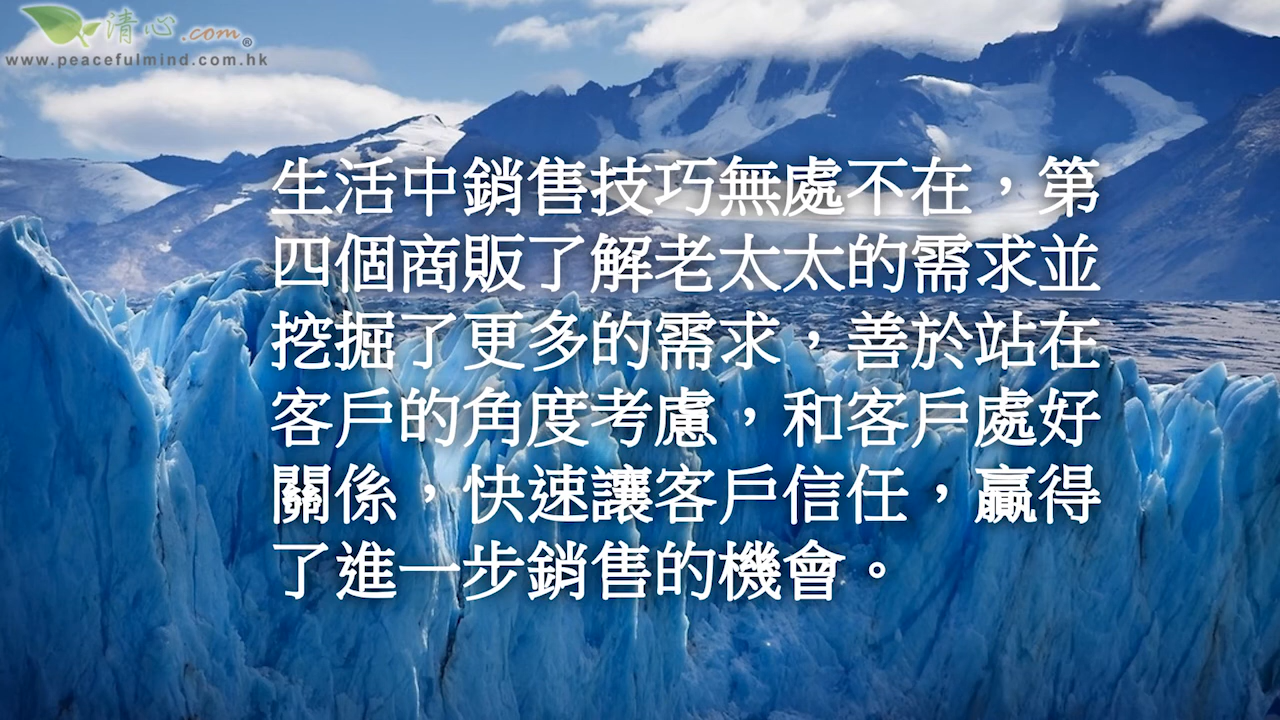 清心.com®
www.peacefulmind.com.hk
生活中銷售技巧無處不在，第
四個商販了解老太太的需求並
挖掘了更多的需求，善於站在
客戶的角度考慮，和客戶處好
關係，快速讓客戶信任，贏得
了進一步銷售的機會。